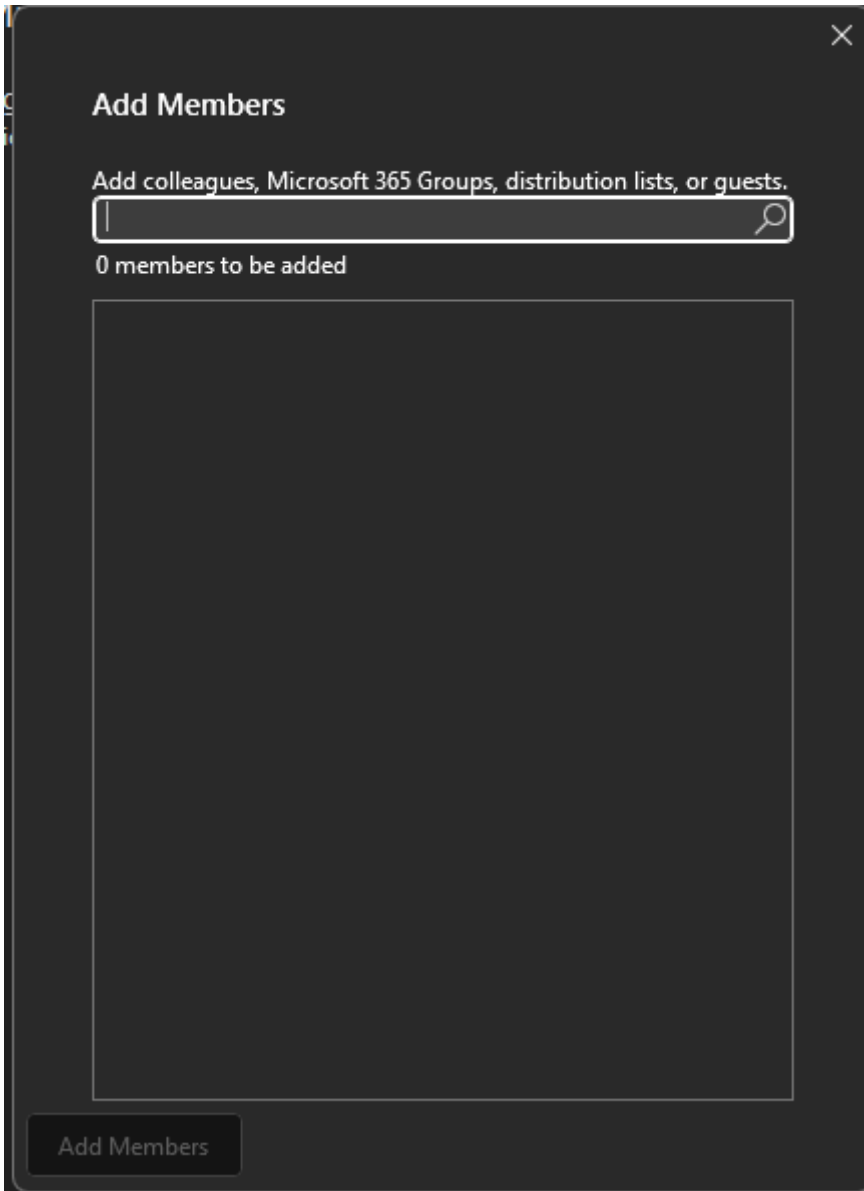 Add Members
Add colleagues, Microsoft 365 Groups, distribution lists, or guests.
0 members to be added
Add Members